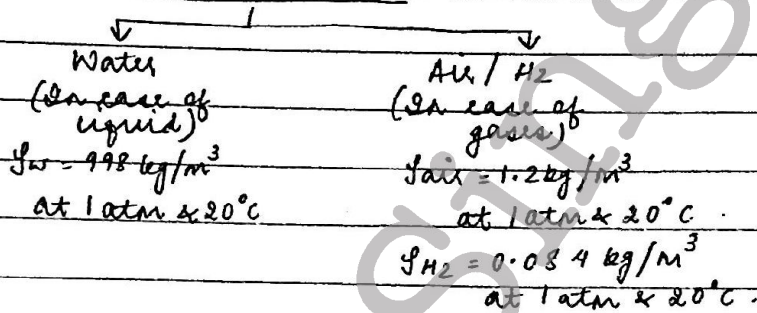 Water
(In case of
liquid)
ρw = 998 kg/m³
at 1 atm & 20°C
Air / H2
(In case of
gases)
ρair = 1.2 kg/m³
at 1 atm & 20°C.
ρH2 = 0.084 kg/m³
at 1 atm & 20°C.
Sing